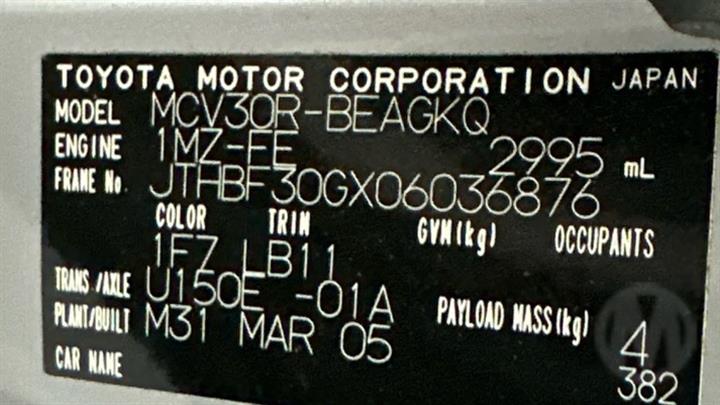 TOYOTA MOTOR CORPORATION JAPAN
MODEL MCV30R-BEAGKQ
ENGINE 1MZ-FE 2995 mL
FRAME No. JTHBF30GX06036876
COLOR TRIM GVM(kg) OCCUPANTS
1F7 LB11
TRANS/AXLE U150E -01A
PLANT/BUILT M31 MAR 05 PAYLOAD MASS(kg) 4
CAR NAME 382